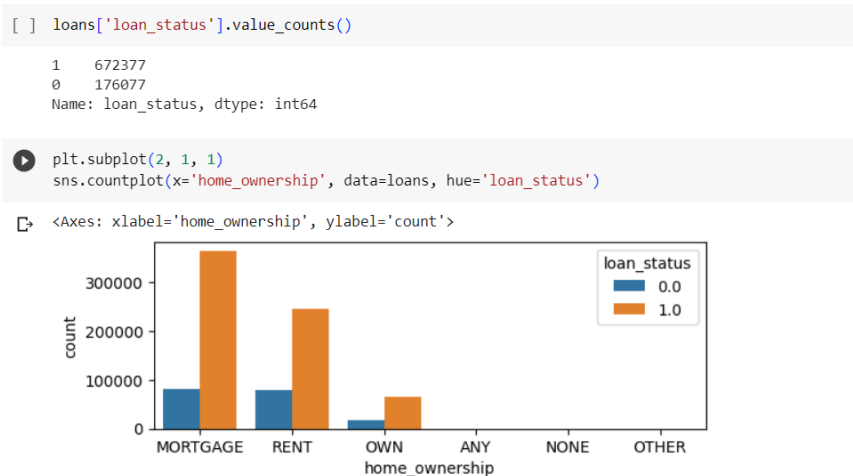 [ ] loans['loan_status'].value_counts()
1 672377
0 176077
Name: loan_status, dtype: int64
plt.subplot(2, 1, 1)
sns.countplot(x='home_ownership', data=loans, hue='loan_status')
<Axes: xlabel='home_ownership', ylabel='count'>
loan_status
0.0
1.0
300000
200000
100000
0
count
MORTGAGE RENT OWN ANY NONE OTHER
home_ownership